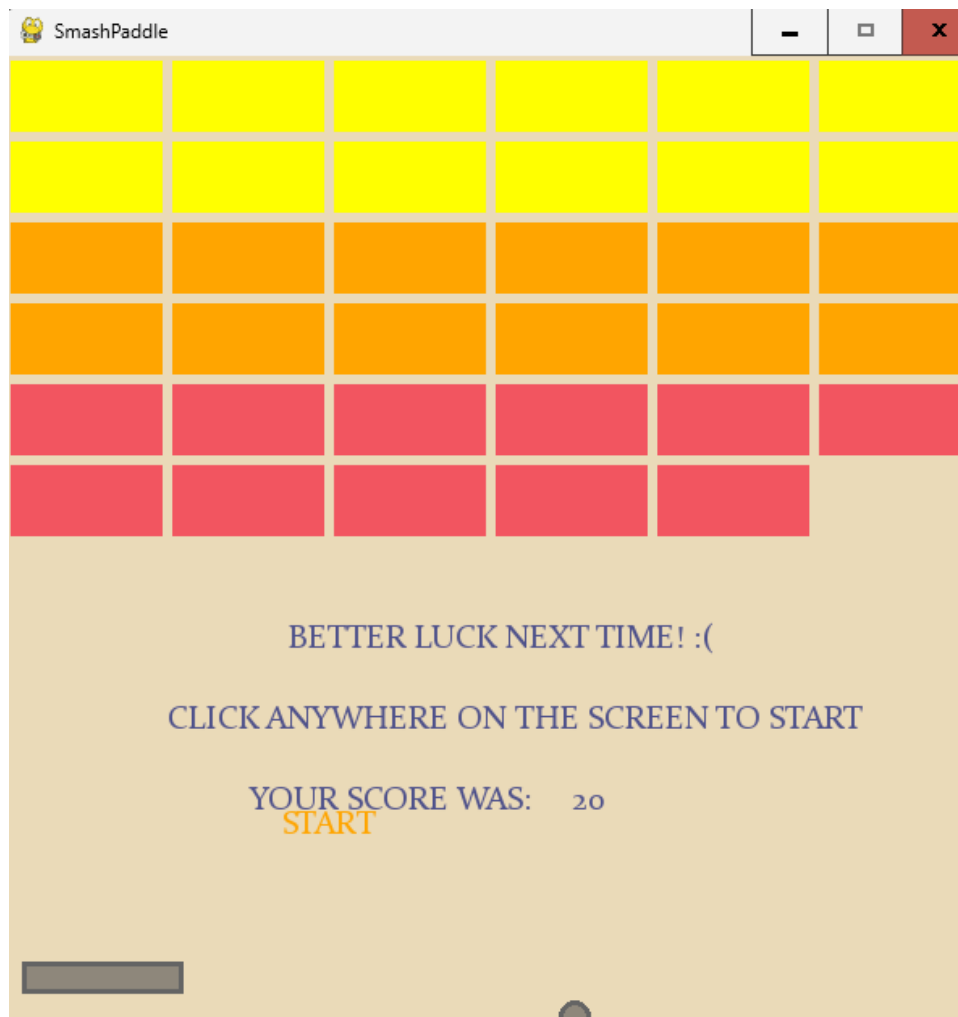 SmashPaddle
BETTER LUCK NEXT TIME! :(
CLICK ANYWHERE ON THE SCREEN TO START
YOUR SCORE WAS: 20
START